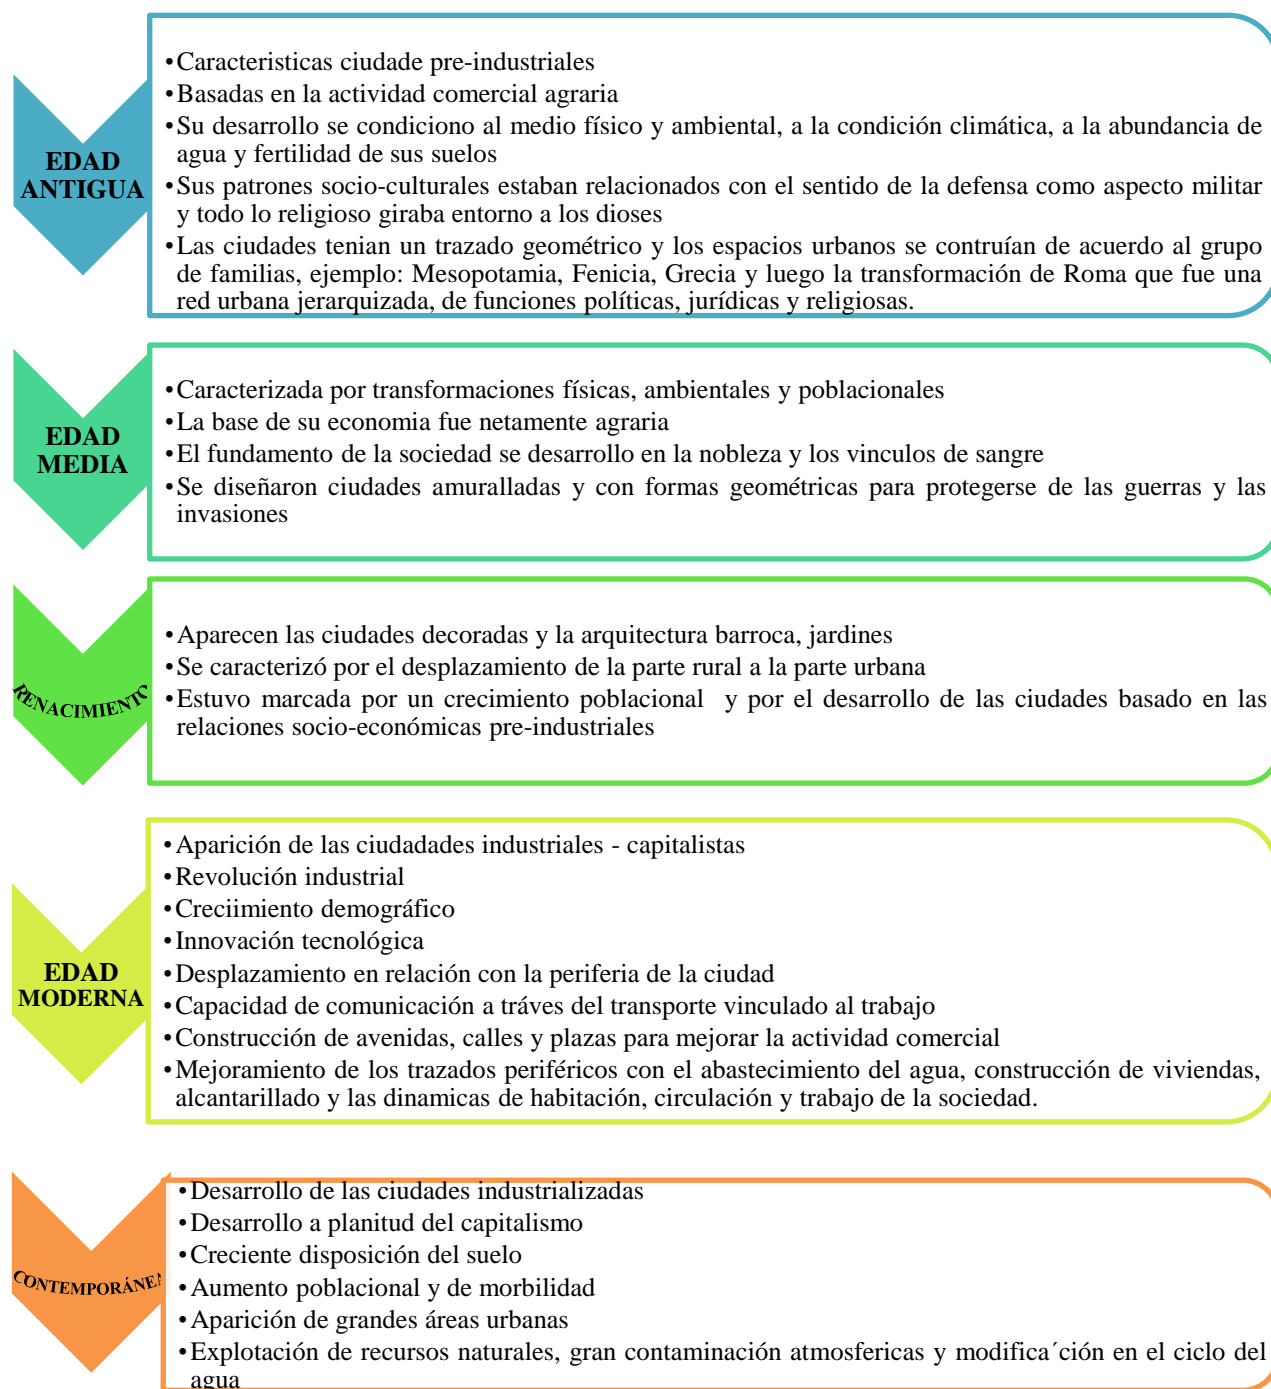 EDAD
ANTIGUA
•Caracteristicas ciudade pre-industriales
•Basadas en la actividad comercial agraria
•Su desarrollo se condiciono al medio físico y ambiental, a la condición climática, a la abundancia de
agua y fertilidad de sus suelos
•Sus patrones socio-culturales estaban relacionados con el sentido de la defensa como aspecto militar
y todo lo religioso giraba entorno a los dioses
•Las ciudades tenian un trazado geométrico y los espacios urbanos se contruían de acuerdo al grupo
de familias, ejemplo: Mesopotamia, Fenicia, Grecia y luego la transformación de Roma que fue una
red urbana jerarquizada, de funciones políticas, jurídicas y religiosas.
EDAD
MEDIA
•Caracterizada por transformaciones físicas, ambientales y poblacionales
•La base de su economia fue netamente agraria
•El fundamento de la sociedad se desarrollo en la nobleza y los vinculos de sangre
•Se diseñaron ciudades amuralladas y con formas geométricas para protegerse de las guerras y las
invasiones
RENACIMIENTO
•Aparecen las ciudades decoradas y la arquitectura barroca, jardines
•Se caracterizó por el desplazamiento de la parte rural a la parte urbana
•Estuvo marcada por un crecimiento poblacional y por el desarrollo de las ciudades basado en las
relaciones socio-económicas pre-industriales
EDAD
MODERNA
•Aparición de las ciudadades industriales - capitalistas
•Revolución industrial
•Creciimiento demográfico
•Innovación tecnológica
•Desplazamiento en relación con la periferia de la ciudad
•Capacidad de comunicación a tráves del transporte vinculado al trabajo
•Construcción de avenidas, calles y plazas para mejorar la actividad comercial
•Mejoramiento de los trazados periféricos con el abastecimiento del agua, construcción de viviendas,
alcantarillado y las dinamicas de habitación, circulación y trabajo de la sociedad.
CONTEMPORÁNEA
•Desarrollo de las ciudades industrializadas
•Desarrollo a planitud del capitalismo
•Creciente disposición del suelo
•Aumento poblacional y de morbilidad
•Aparición de grandes áreas urbanas
•Explotación de recursos naturales, gran contaminación atmosfericas y modifica´ción en el ciclo del
agua